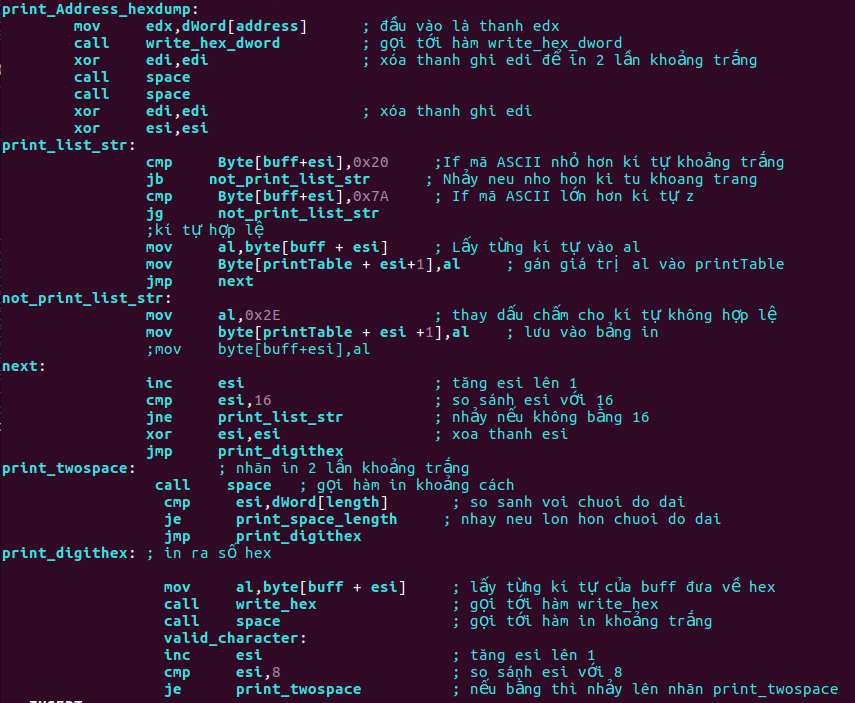 print_Address_hexdump:
mov edx,dWord[address] ; đầu vào là thanh edx
call write_hex_dword ; gọi tới hàm write_hex_dword
xor edi,edi ; xóa thanh ghi edi để in 2 lần khoảng trắng
call space
call space
xor edi,edi ; xóa thanh ghi edi
xor esi,esi
print_list_str:
cmp Byte[buff+esi],0x20 ;If mã ASCII nhỏ hơn kí tự khoảng trắng
jb not_print_list_str ; Nhảy neu nho hon ki tu khoang trang
cmp Byte[buff+esi],0x7A ; If mã ASCII lớn hơn kí tự z
jg not_print_list_str
;kí tự hợp lệ
mov al,byte[buff + esi] ; Lấy từng kí tự vào al
mov Byte[printTable + esi+1],al ; gán giá trị al vào printTable
jmp next
not_print_list_str:
mov al,0x2E ; thay dấu chấm cho kí tự không hợp lệ
mov byte[printTable + esi +1],al ; lưu vào bảng in
;mov byte[buff+esi],al
next:
inc esi ; tăng esi lên 1
cmp esi,16 ; so sánh esi với 16
jne print_list_str ; nhảy nếu không bằng 16
xor esi,esi ; xoa thanh esi
jmp print_digithex
print_twospace: ; nhãn in 2 lần khoảng trắng
call space ; gọi hàm in khoảng cách
cmp esi,dWord[length] ; so sanh voi chuoi do dai
je print_space_length ; nhay neu lon hon chuoi do dai
jmp print_digithex
print_digithex: ; in ra số hex
mov al,byte[buff + esi] ; lấy từng kí tự của buff đưa về hex
call write_hex ; gọi tới hàm write_hex
call space ; gọi tới hàm in khoảng trắng
valid_character:
inc esi ; tăng esi lên 1
cmp esi,8 ; so sánh esi với 8
je print_twospace ; nếu bằng thì nhảy lên nhãn print_twospace